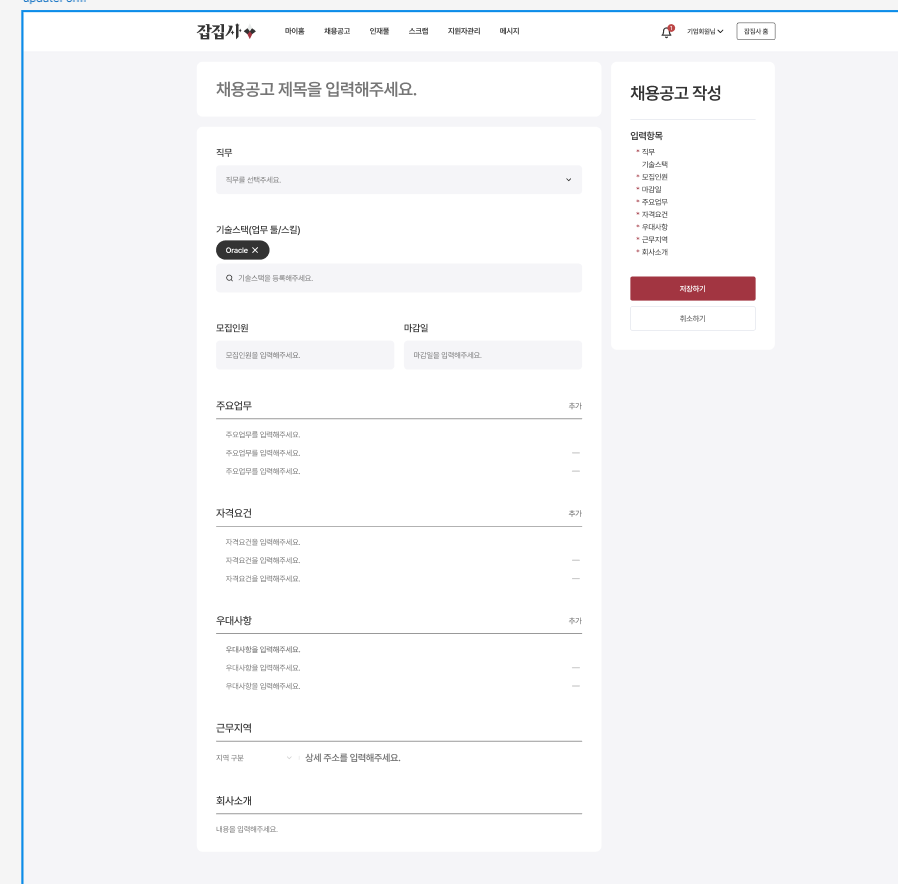 updateForm
잡집사
마이홈 채용공고 인재풀 스크랩 지원자관리 메시지
기업회원님
잡집사 홈
채용공고 제목을 입력해주세요.
직무
직무를 선택주세요.
기술스택(업무 툴/스킬)
Oracle ×
기술스택을 등록해주세요.
모집인원 마감일
모집인원을 입력해주세요. 마감일을 입력해주세요.
주요업무 추가
주요업무를 입력해주세요.
주요업무를 입력해주세요.
주요업무를 입력해주세요.
자격요건 추가
자격요건을 입력해주세요.
자격요건을 입력해주세요.
자격요건을 입력해주세요.
우대사항 추가
우대사항을 입력해주세요.
우대사항을 입력해주세요.
우대사항을 입력해주세요.
근무지역
지역 구분 상세 주소를 입력해주세요.
회사소개
내용을 입력해주세요.
채용공고 작성
입력항목
* 직무
기술스택
* 모집인원
* 마감일
* 주요업무
* 자격요건
* 우대사항
* 근무지역
* 회사소개
저장하기
취소하기